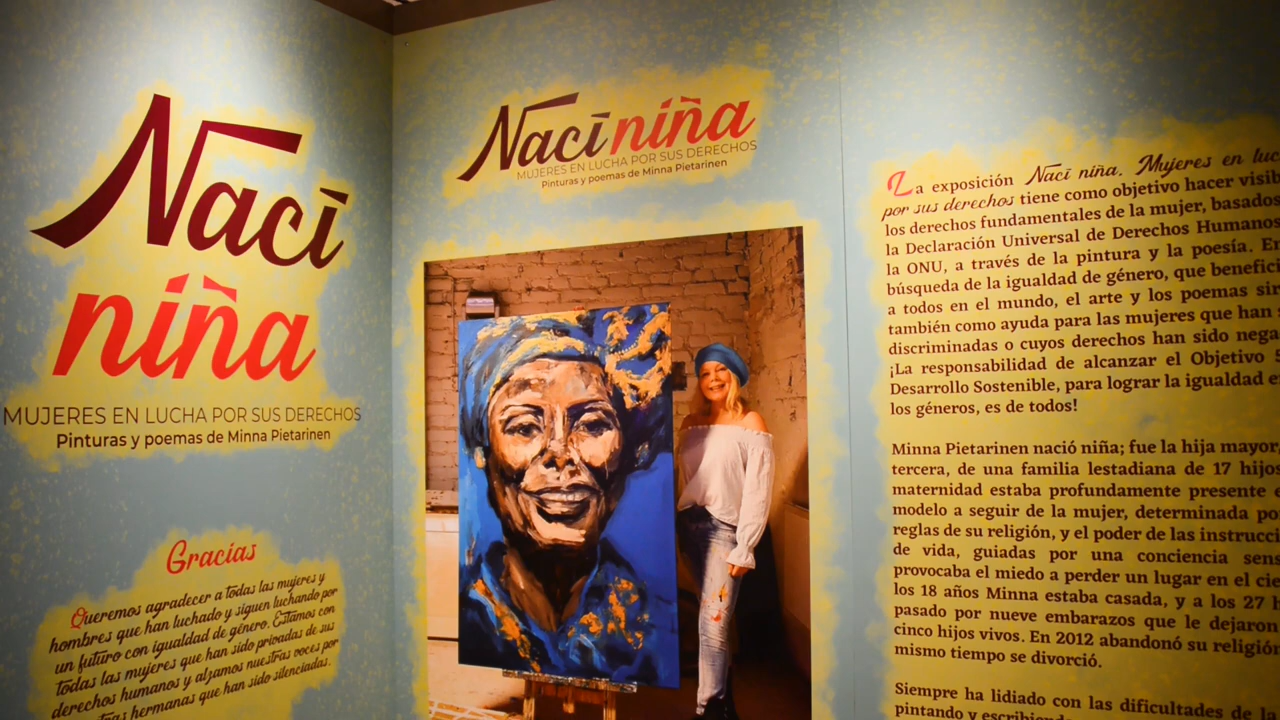 Nací
niña
MUJERES EN LUCHA POR SUS DERECHOS
Pinturas y poemas de Minna Pietarinen
Gracias
Queremos agradecer a todas las mujeres y
hombres que han luchado y siguen luchando por
un futuro con igualdad de género. Estamos con
todas las mujeres que han sido privadas de sus
derechos humanos y alzamos nuestras voces por
hermanas que han sido silenciadas.
Nací niña
MUJERES EN LUCHA POR SUS DERECHOS
Pinturas y poemas de Minna Pietarinen
La exposición Nací niña. Mujeres en luc
por sus derechos tiene como objetivo hacer visib
los derechos fundamentales de la mujer, basados
la Declaración Universal de Derechos Humanos
la ONU, a través de la pintura y la poesía. En
búsqueda de la igualdad de género, que benefici
a todos en el mundo, el arte y los poemas sir
también como ayuda para las mujeres que han
discriminadas o cuyos derechos han sido nega
¡La responsabilidad de alcanzar el Objetivo 5
Desarrollo Sostenible, para lograr la igualdad e
los géneros, es de todos!
Minna Pietarinen nació niña; fue la hija mayor,
tercera, de una familia lestadiana de 17 hijos
maternidad estaba profundamente presente
modelo a seguir de la mujer, determinada po
reglas de su religión, y el poder de las instrucci
de vida, guiadas por una conciencia sens
provocaba el miedo a perder un lugar en el cie
los 18 años Minna estaba casada, y a los 27 h
pasado por nueve embarazos que le dejaron
cinco hijos vivos. En 2012 abandonó su religión
mismo tiempo se divorció.
Siempre ha lidiado con las dificultades de la
pintando y escribiendo